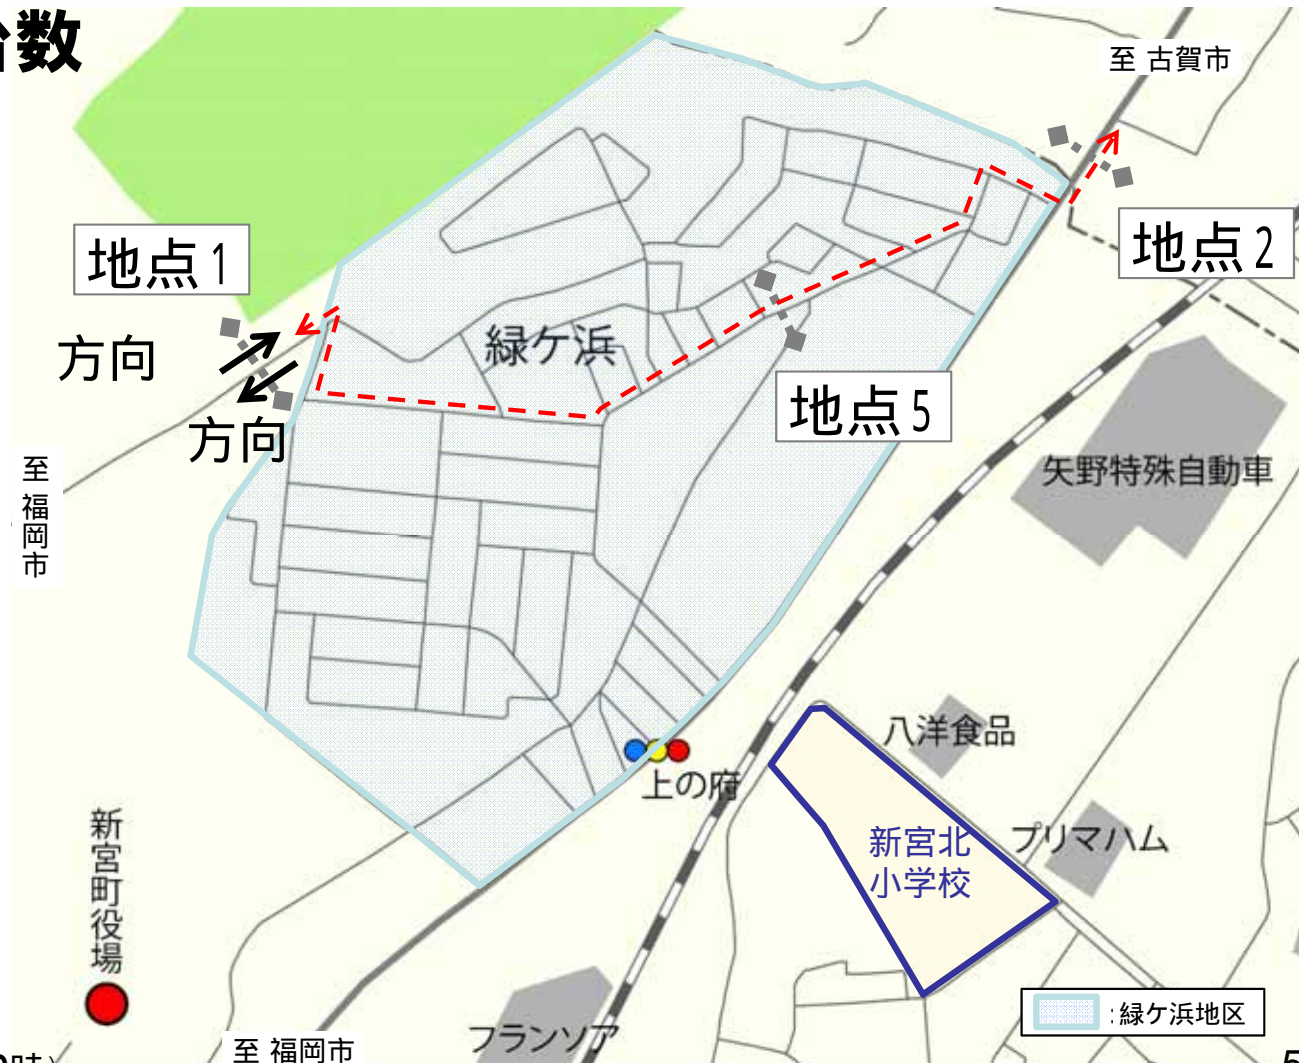 台数
至 古賀市
地点1
地点2
方向
緑ケ浜
地点5
方向
至 福岡市
矢野特殊自動車
八洋食品
上の府
新宮町役場
プリマハム
新宮北
小学校
:緑ケ浜地区
フランソア
至 福岡市
時)
5